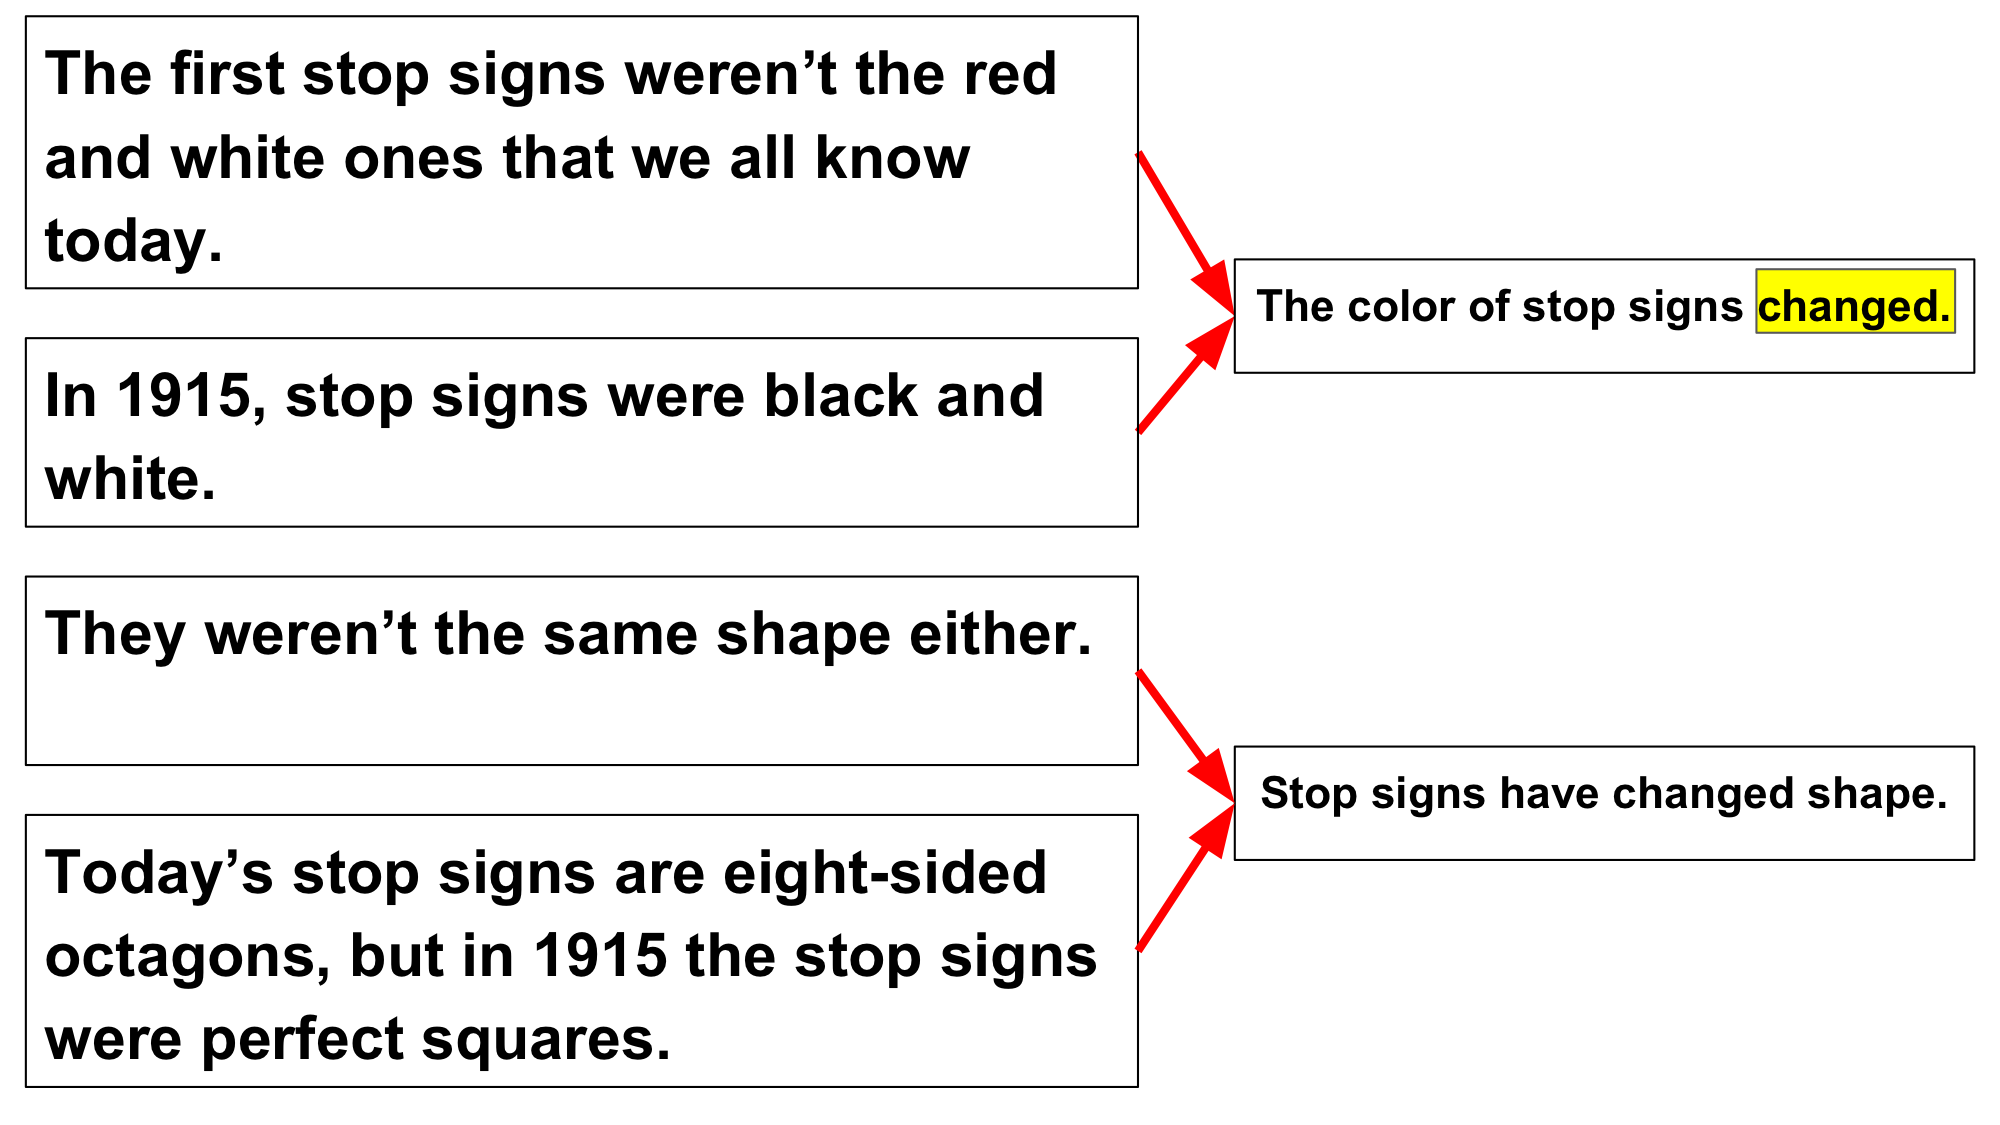 The first stop signs weren’t the red
and white ones that we all know
today.
In 1915, stop signs were black and
white.
The color of stop signs changed.
They weren’t the same shape either.
Today’s stop signs are eight-sided
octagons, but in 1915 the stop signs
were perfect squares.
Stop signs have changed shape.